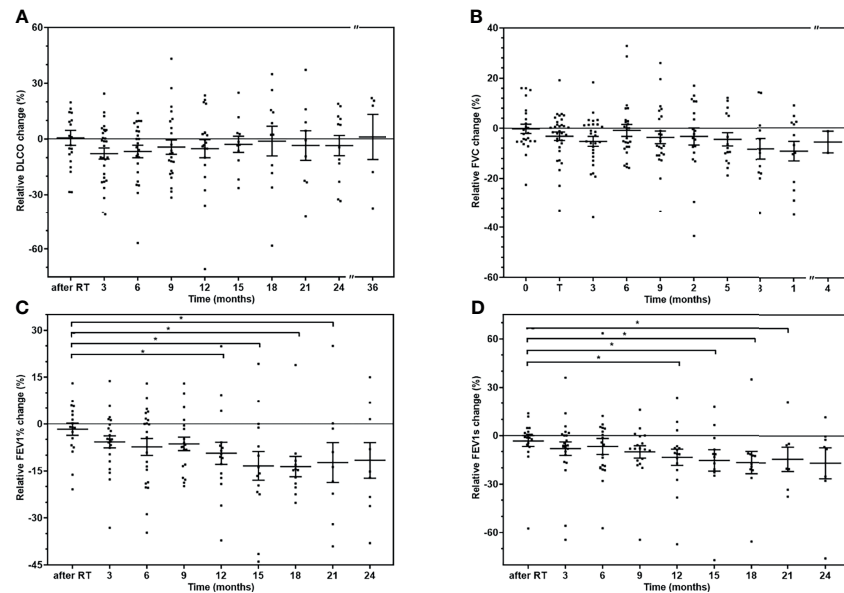 A
60
30
0
-30
-60
Relative DLCO change (%)
after RT 3 6 9 12 15 18 21 24 36
Time (months)
B
40
20
0
-20
-40
-60
Relative FVC change (%)
0 T 3 6 9 2 5 3 1 4
Time (months)
C
35
15
0
-15
-30
-45
Relative FEV1% change (%)
* * * *
after RT 3 6 9 12 15 18 21 24
Time (months)
D
60
30
0
-30
-60
Relative FEV1s change (%)
* * * * *
after RT 3 6 9 12 15 18 21 24
Time (months)